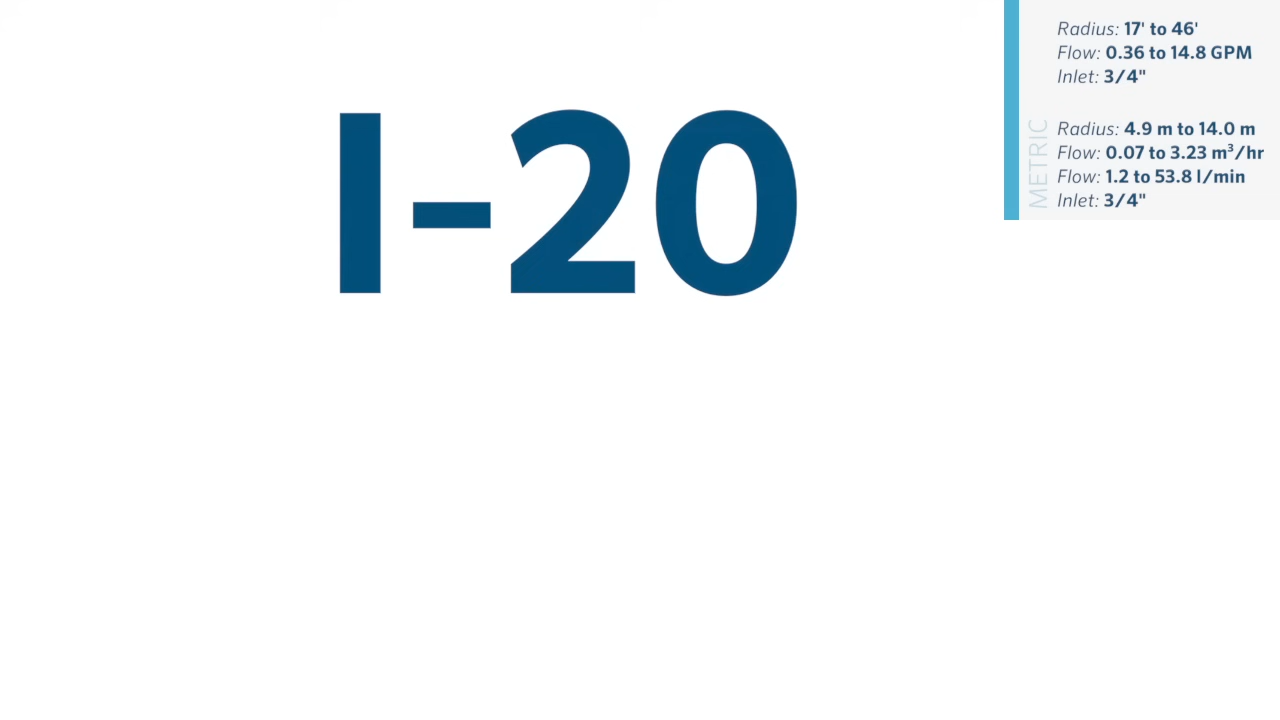 I-20
Radius: 17' to 46'
Flow: 0.36 to 14.8 GPM
Inlet: 3/4"
METRIC
Radius: 4.9 m to 14.0 m
Flow: 0.07 to 3.23 m³/hr
Flow: 1.2 to 53.8 l/min
Inlet: 3/4"